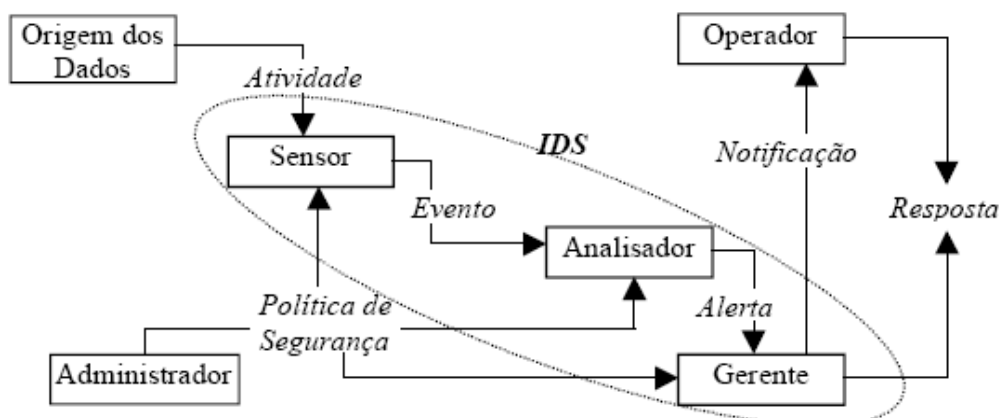 Origem dos
Dados
Operador
Atividade
IDS
Sensor
Notificação
Evento
Resposta
Analisador
Política de
Segurança
Alerta
Administrador
Gerente